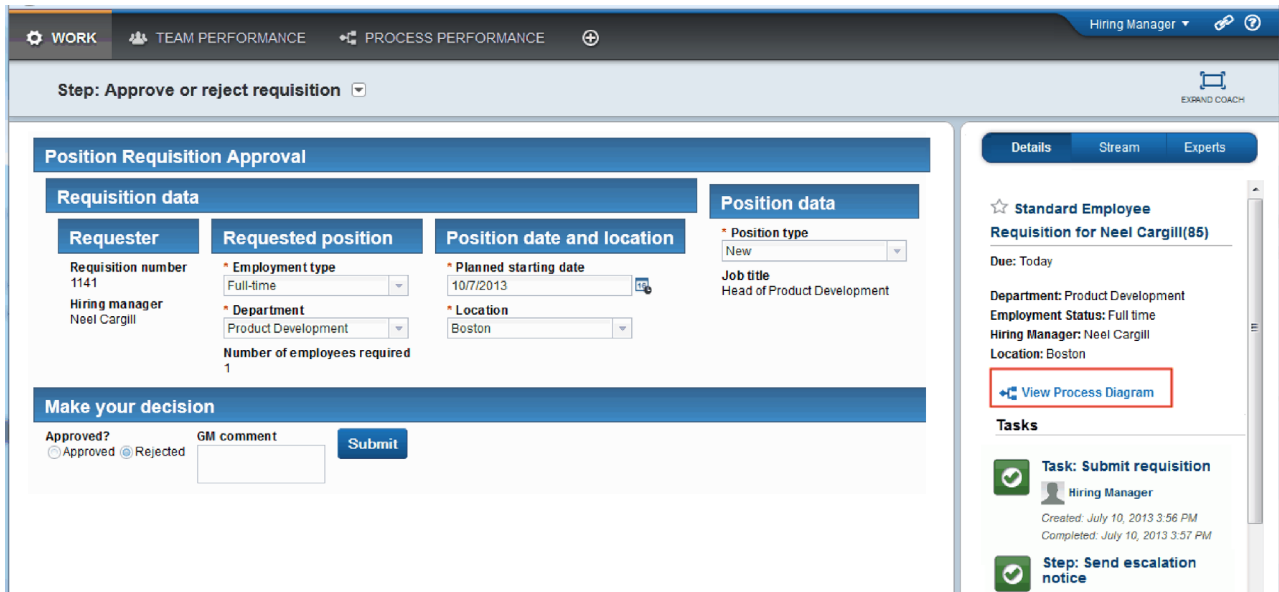 WORK
TEAM PERFORMANCE
PROCESS PERFORMANCE
Hiring Manager
Step: Approve or reject requisition
EXPAND COACH
Position Requisition Approval
Requisition data
Requester
Requisition number
1141
Hiring manager
Neel Cargill
Requested position
* Employment type
Full-time
* Department
Product Development
Number of employees required
1
Position date and location
* Planned starting date
10/7/2013
* Location
Boston
Position data
* Position type
New
Job title
Head of Product Development
Make your decision
Approved?
Approved Rejected
GM comment
Submit
Details Stream Experts
Standard Employee
Requisition for Neel Cargill(85)
Due: Today
Department: Product Development
Employment Status: Full time
Hiring Manager: Neel Cargill
Location: Boston
View Process Diagram
Tasks
Task: Submit requisition
Hiring Manager
Created: July 10, 2013 3:56 PM
Completed: July 10, 2013 3:57 PM
Step: Send escalation
notice